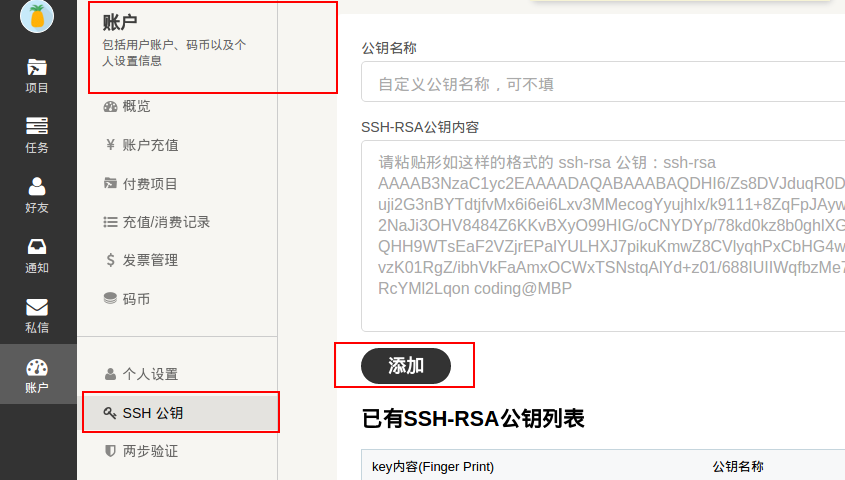 项目
任务
好友
通知
私信
账户
账户
包括用户账户、码币以及个
人设置信息
概览
账户充值
付费项目
充值/消费记录
发票管理
码币
个人设置
SSH 公钥
两步验证
公钥名称
自定义公钥名称，可不填
SSH-RSA公钥内容
请粘贴形如这样的格式的 ssh-rsa 公钥：ssh-rsa
AAAAB3NzaC1yc2EAAAADAQABAAABAQDHI6/Zs8DVJduqR0D
uji2G3nBYTdtjfvMx6i6ei6Lxv3MMecogYyujhIx/k9111+8ZqFpJAyw
2NaJi3OHV8484Z6KKvBXyO99HIG/oCNYDYp/78kd0kz8b0ghlXG
QHH9WTsEaF2VZjrEPalYULHXJ7pikuKmwZ8CVlyqhPxCbHG4w
vzK01RgZ/ibhVkFaAmxOCWxTSNstqAlYd+z01/688IUIIWqfbzMe7
RcYMl2Lqon coding@MBP
添加
已有SSH-RSA公钥列表
key内容(Finger Print)
公钥名称